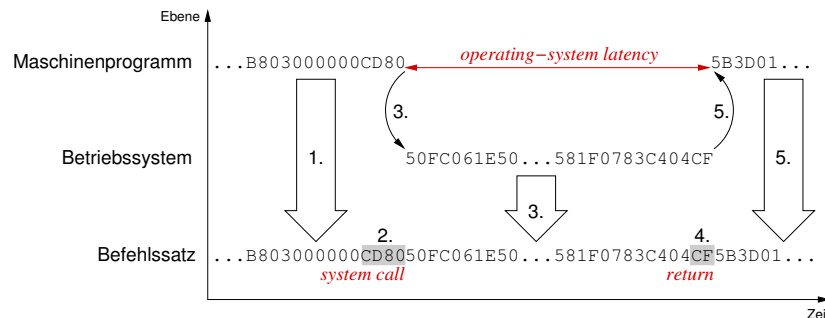 Ebene
Maschinenprogramm ...B803000000CD80 operating−system latency 5B3D01...
3. 5.
Betriebssystem 1. 50FC061E50...581F0783C404CF 5.
3.
2. 4.
Befehlssatz ...B803000000CD8050FC061E50...581F0783C404CF5B3D01...
system call return
Zei